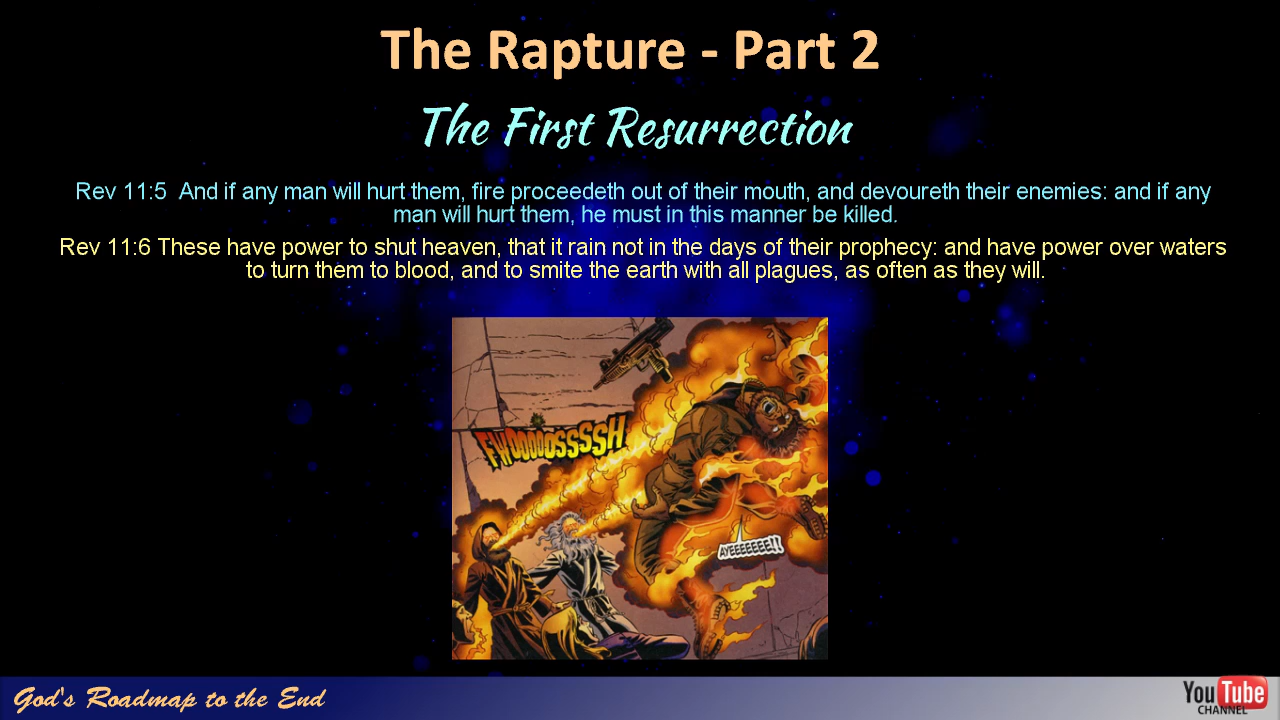 The Rapture - Part 2
The First Resurrection
Rev 11:5  And if any man will hurt them, fire proceedeth out of their mouth, and devoureth their enemies: and if any
man will hurt them, he must in this manner be killed.
Rev 11:6 These have power to shut heaven, that it rain not in the days of their prophecy: and have power over waters
to turn them to blood, and to smite the earth with all plagues, as often as they will.
FWOOOOOSSSSH
AYEEEEEEE!!
God's Roadmap to the End
YouTube
CHANNEL